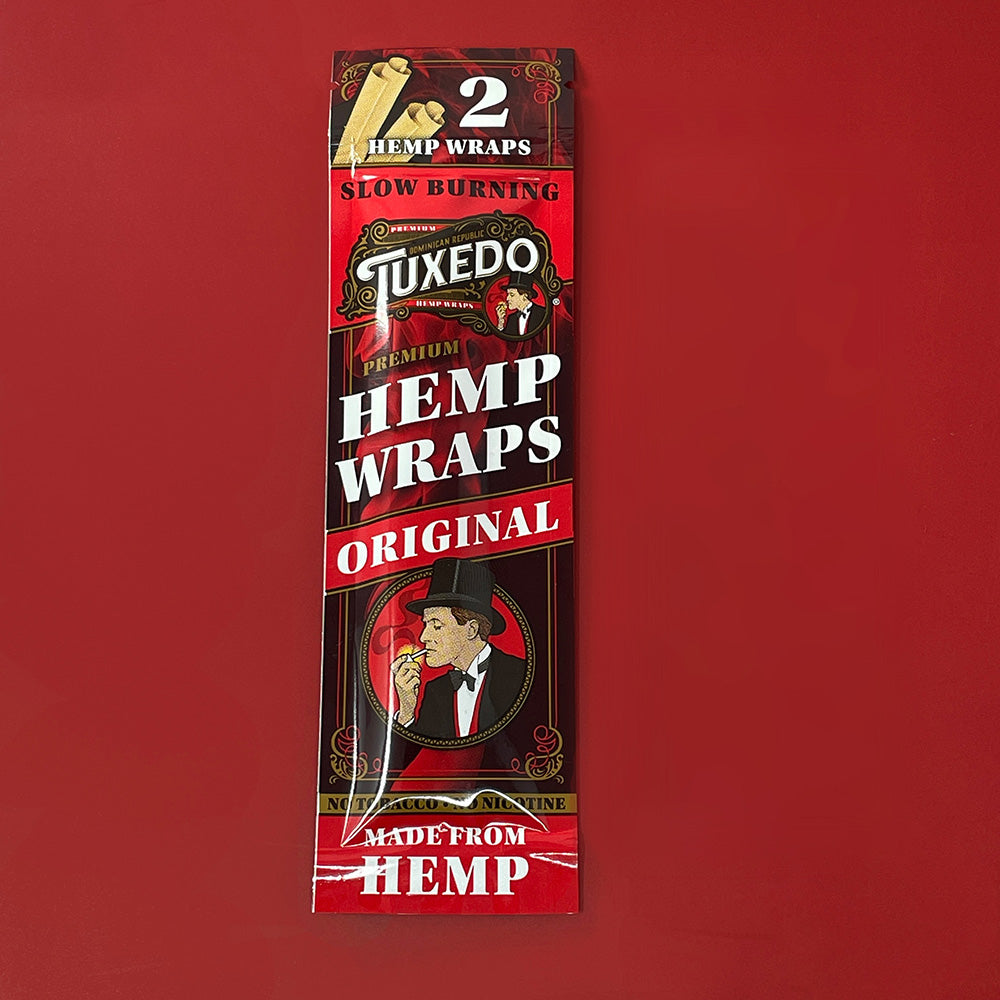 2
HEMP WRAPS
SLOW BURNING
PREMIUM
DOMINICAN REPUBLIC
TUXEDO
HEMP WRAPS
®
PREMIUM
HEMP
WRAPS
ORIGINAL
NO TOBACCO • NO NICOTINE
MADE FROM
HEMP